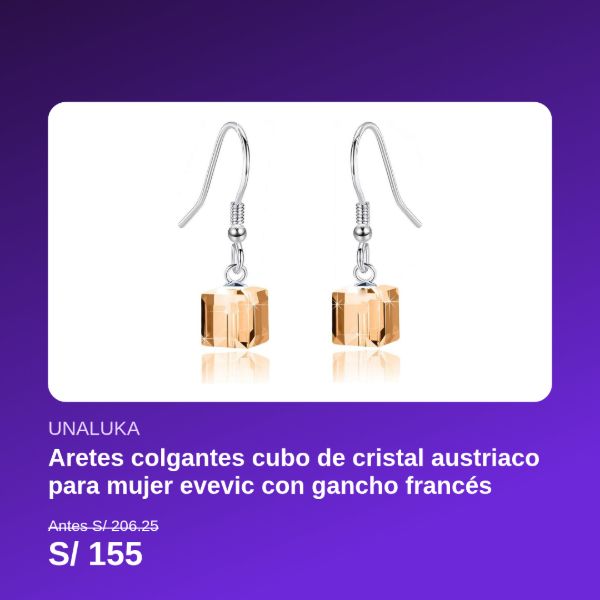 UNALUKA
Aretes colgantes cubo de cristal austriaco
para mujer evevic con gancho francés
Antes S/ 206.25
S/ 155